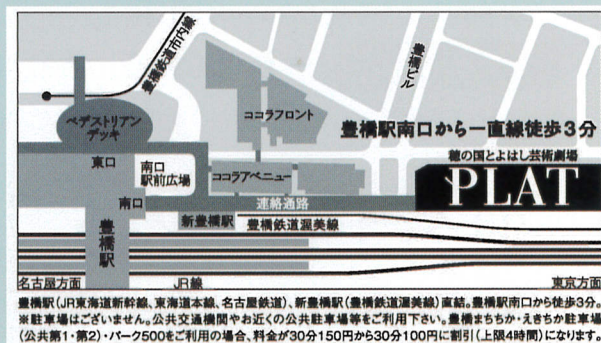 豊橋鉄道市内線
豊橋ビル
ペデストリアン
デッキ
ココラフロント
豊橋駅南口から一直線徒歩3分
穂の国とよはし芸術劇場
PLAT
東口
南口
駅前広場
ココラアベニュー
南口
連絡通路
新豊橋駅
豊橋鉄道渥美線
豊橋駅
名古屋方面
JR線
東京方面
豊橋駅(JR東海道新幹線、東海道本線、名古屋鉄道)、新豊橋駅(豊橋鉄道渥美線)直結。豊橋駅南口から徒歩3分。
※駐車場はございません。公共交通機関やお近くの公共駐車場等をご利用下さい。豊橋まちなか・えきちか駐車場
(公共第1・第2)・パーク500をご利用の場合、料金が30分150円から30分100円に割引(上限4時間)になります。